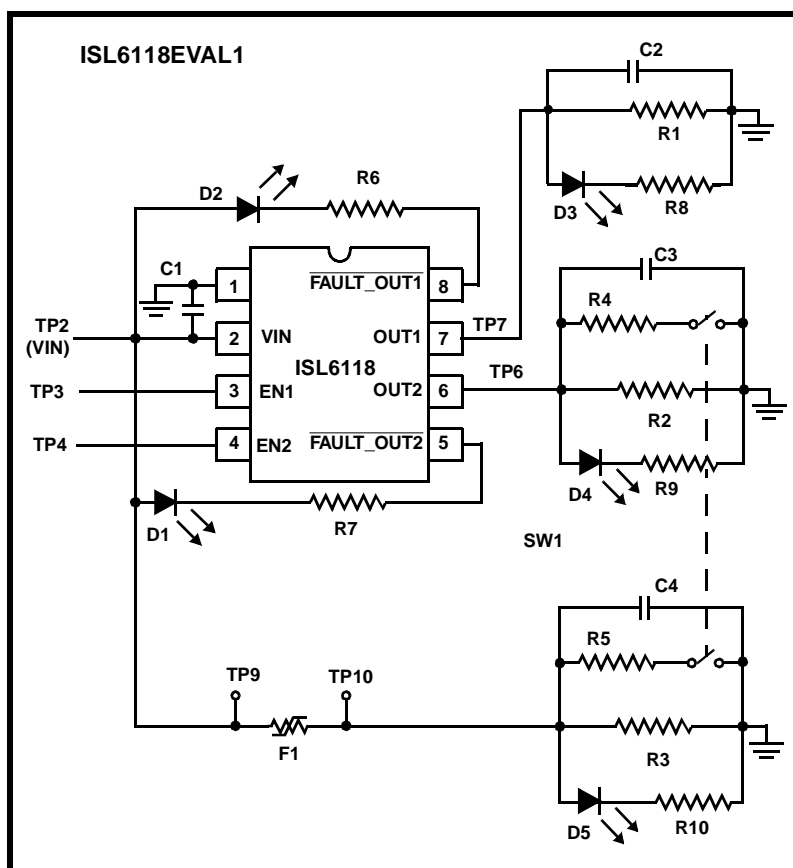 ISL6118EVAL1
C2
R1
D3
R8
D2
R6
C1
1
FAULT_OUT1
8
TP2
(VIN)
2
VIN
OUT1
7
TP7
ISL6118
TP3
3
EN1
OUT2
6
TP6
TP4
4
EN2
FAULT_OUT2
5
C3
R4
R2
D4
R9
D1
R7
SW1
C4
R5
TP9
TP10
F1
R3
D5
R10